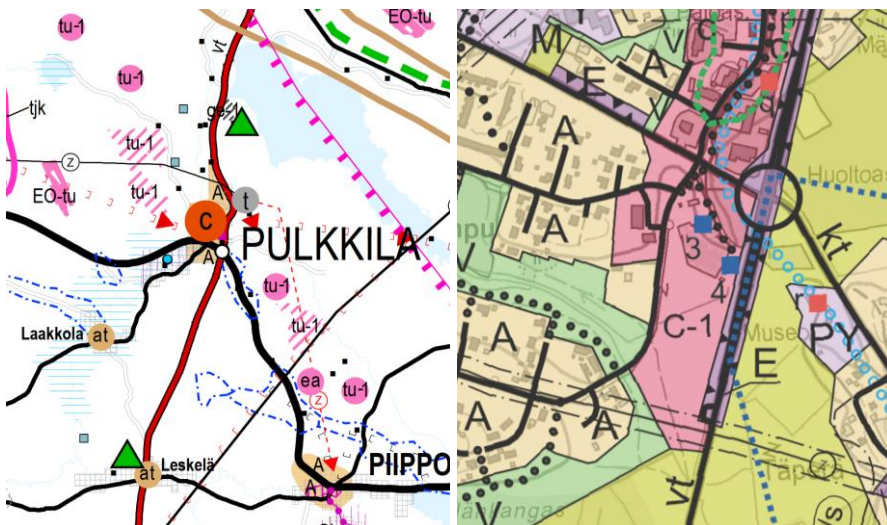 tu-1
EO-tu
vt
tu-1
ge-1
tjk
tu-1
z
EO-tu
tu-1
A
t
C
PULKKILA
A
tu-1
Laakkola
at
tu-1
ea
tu-1
z
A
PIIPPO
Leskelä
at
A
M
V
C
E
A
V
A
Huoltoas
A
A
3
kt
V
4
C-1
r
Museo
PY
E
A
A
A
vt
z
s